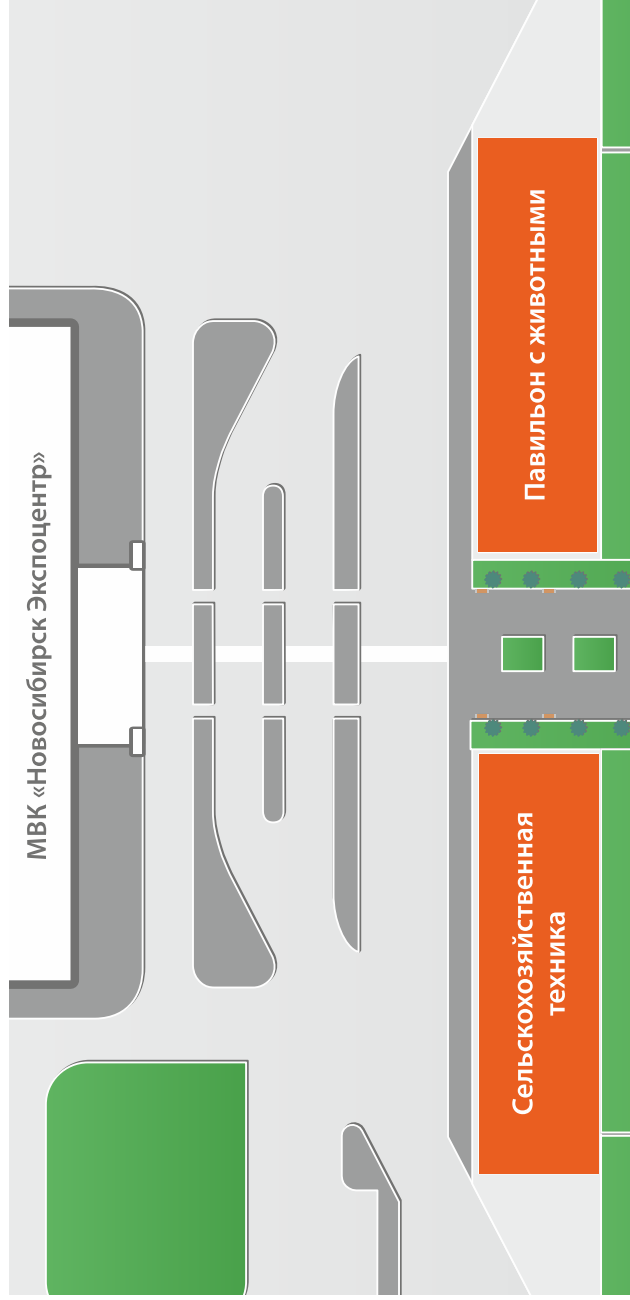 МВК «Новосибирск Экспоцентр»
Павильон с животными
Сельскохозяйственная
техника